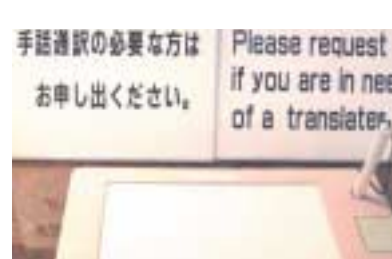 手話通訳の必要な方は
お申し出ください。
Please request
if you are in
of a translater.